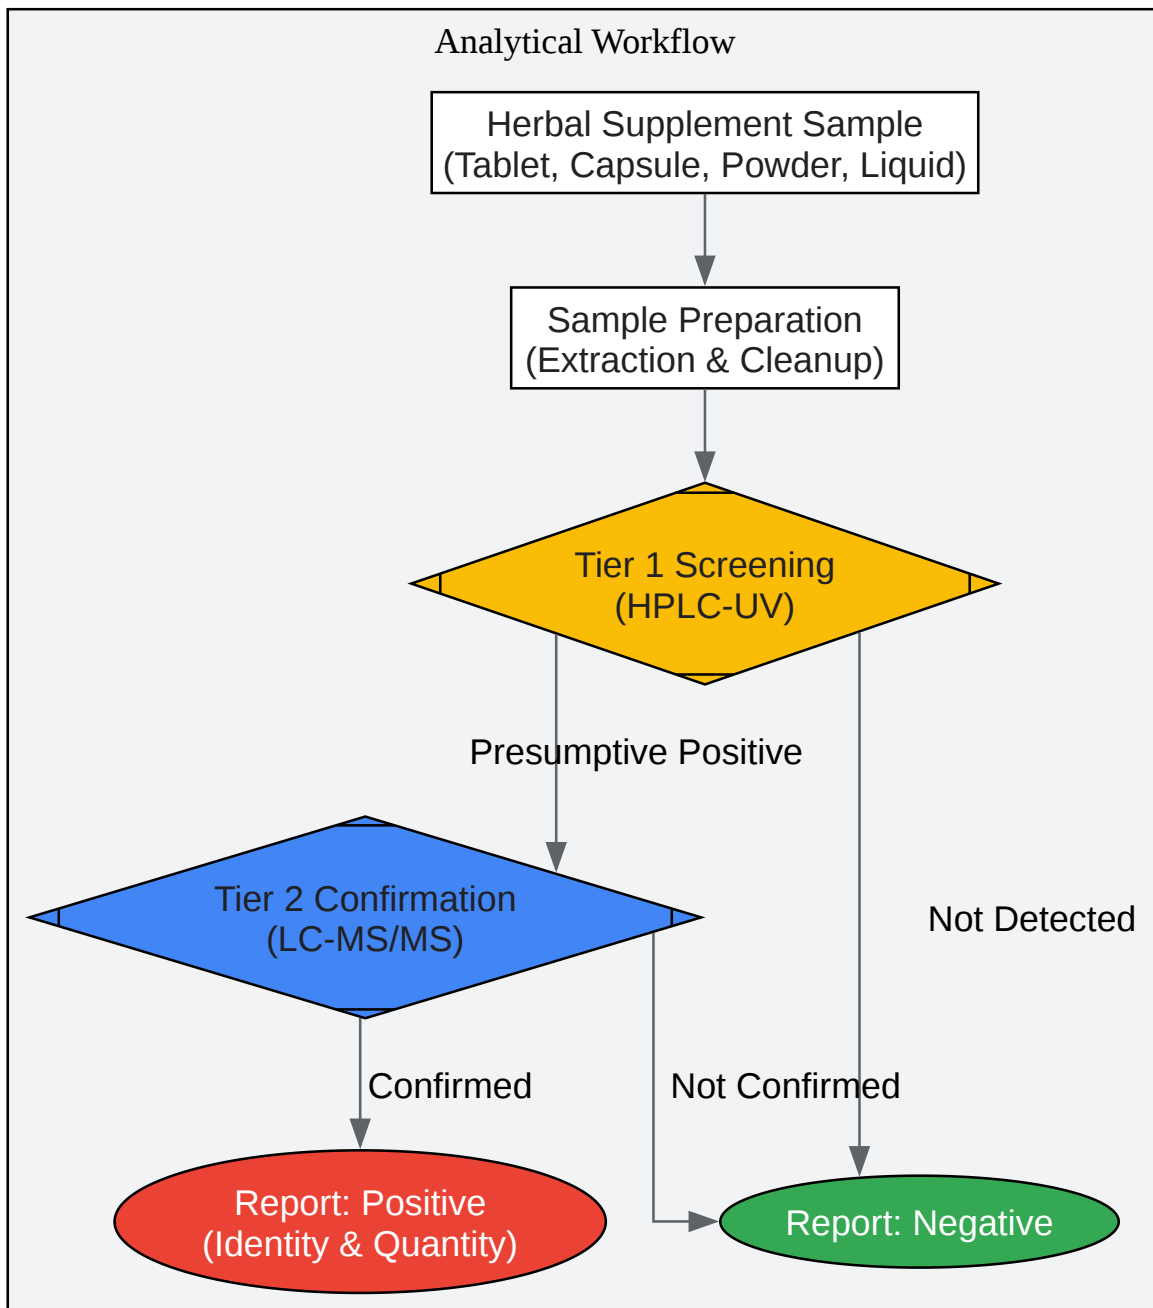 Analytical Workflow
Herbal Supplement Sample
(Tablet, Capsule, Powder, Liquid)
Sample Preparation
(Extraction & Cleanup)
Tier 1 Screening
(HPLC-UV)
Presumptive Positive
Tier 2 Confirmation
(LC-MS/MS)
Not Detected
Confirmed
Not Confirmed
Report: Positive
(Identity & Quantity)
Report: Negative